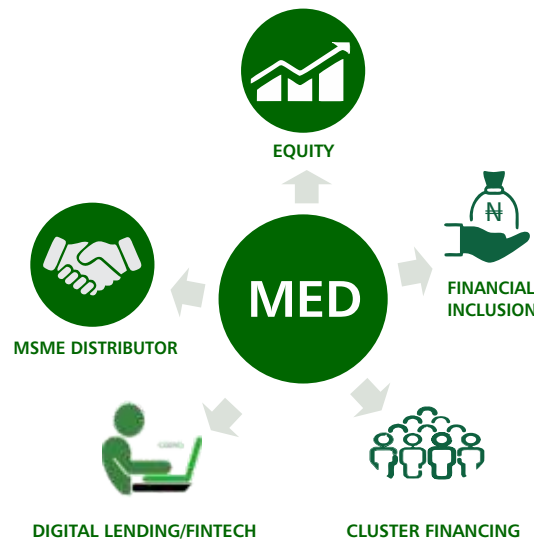 EQUITY
₦
MED
FINANCIAL
INCLUSION
MSME DISTRIBUTOR
DIGITAL LENDING/FINTECH
CLUSTER FINANCING